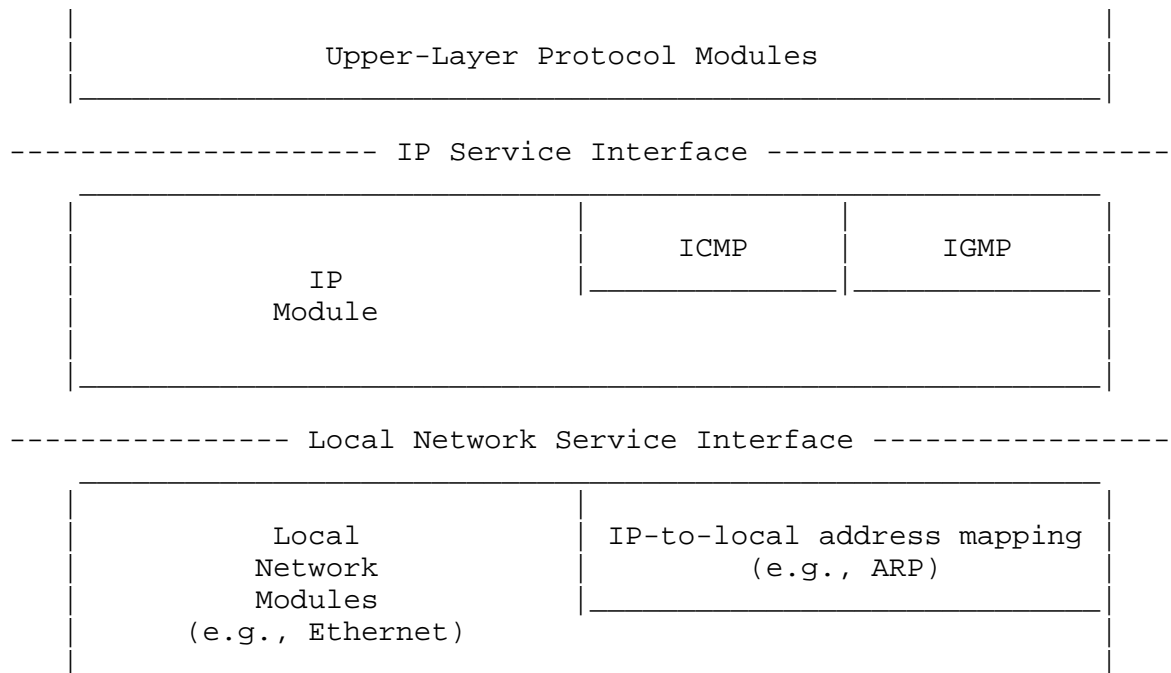 Upper-Layer Protocol Modules
IP Service Interface
ICMP IGMP
IP
Module
Local Network Service Interface
Local IP-to-local address mapping
Network (e.g., ARP)
Modules
(e.g., Ethernet)